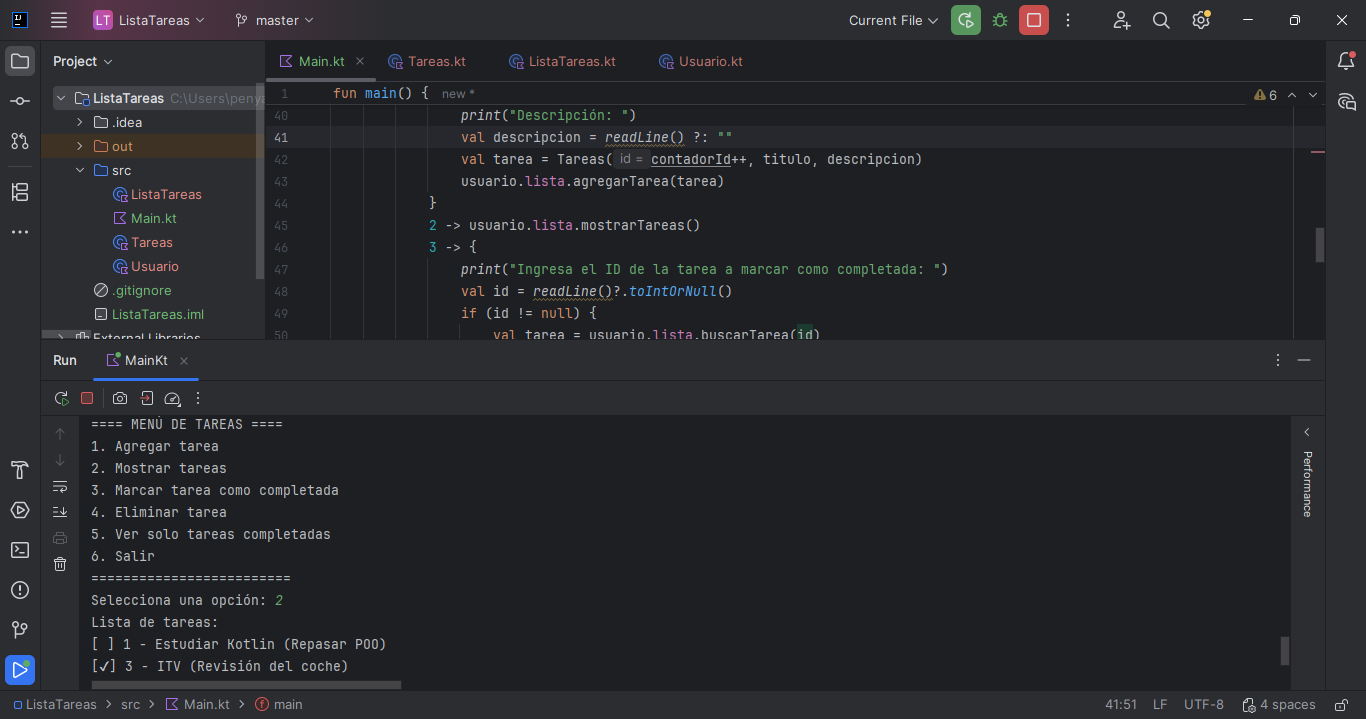 LT ListaTareas master Current File
Project
Main.kt Tareas.kt ListaTareas.kt Usuario.kt
ListaTareas C:\Users\penya
.idea
out
src
ListaTareas
Main.kt
Tareas
Usuario
.gitignore
ListaTareas.iml
External Libraries
1 fun main() { new *
6
40 print("Descripción: ")
41 val descripcion = readLine() ?: ""
42 val tarea = Tareas( id = contadorId++, titulo, descripcion)
43 usuario.lista.agregarTarea(tarea)
44 }
45 2 -> usuario.lista.mostrarTareas()
46 3 -> {
47 print("Ingresa el ID de la tarea a marcar como completada: ")
48 val id = readLine()?.toIntOrNull()
49 if (id != null) {
50 val tarea = usuario.lista.buscarTarea(id)
Run MainKt
==== MENÚ DE TAREAS ====
1. Agregar tarea
2. Mostrar tareas
3. Marcar tarea como completada
4. Eliminar tarea
5. Ver solo tareas completadas
6. Salir
=========================
Selecciona una opción: 2
Lista de tareas:
[ ] 1 - Estudiar Kotlin (Repasar POO)
[✓] 3 - ITV (Revisión del coche)
Performance
ListaTareas > src > Main.kt > main
41:51 LF UTF-8 4 spaces